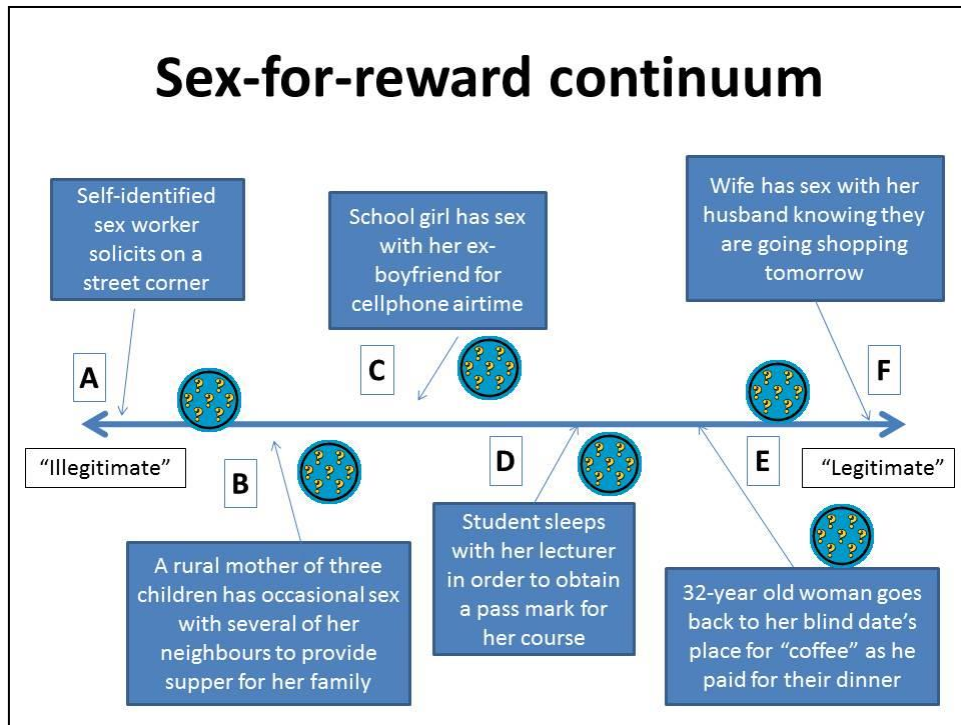 Sex-for-reward continuum
Self-identified
sex worker
solicits on a
street corner
School girl has sex
with her ex-
boyfriend for
cellphone airtime
Wife has sex with her
husband knowing they
are going shopping
tomorrow
A
C
F
? ? ? ? ? ? ?
? ? ? ? ? ? ?
? ? ? ? ? ? ?
“Illegitimate”
B
? ? ? ? ? ? ?
D
? ? ? ? ? ? ?
E
“Legitimate”
? ? ? ? ? ? ?
A rural mother of three
children has occasional sex
with several of her
neighbours to provide
supper for her family
Student sleeps
with her lecturer
in order to obtain
a pass mark for
her course
32-year old woman goes
back to her blind date’s
place for “coffee” as he
paid for their dinner